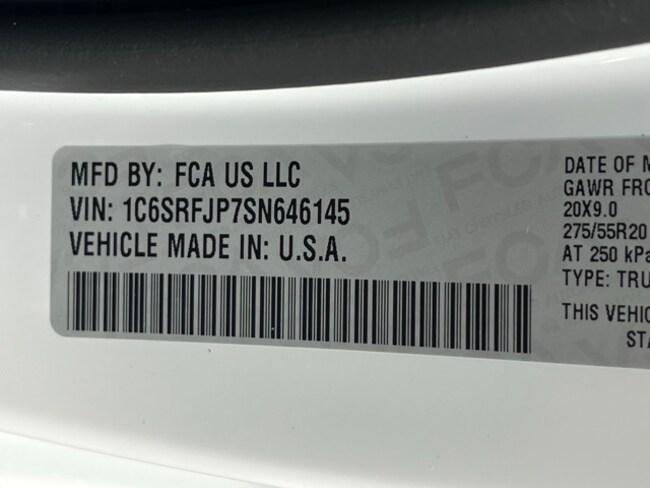 MFD BY: FCA US LLC
VIN: 1C6SRFJP7SN646145
VEHICLE MADE IN: U.S.A.
DATE OF M
GAWR FRO
20X9.0
275/55R20
AT 250 kPa
TYPE: TRU
THIS VEHIC
STA